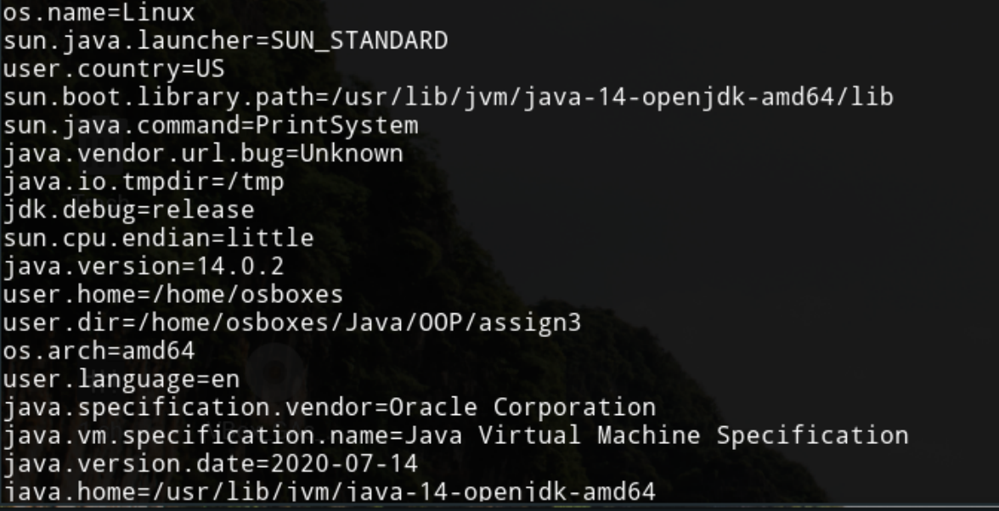 os.name=Linux
sun.java.launcher=SUN_STANDARD
user.country=US
sun.boot.library.path=/usr/lib/jvm/java-14-openjdk-amd64/lib
sun.java.command=PrintSystem
java.vendor.url.bug=Unknown
java.io.tmpdir=/tmp
jdk.debug=release
sun.cpu.endian=little
java.version=14.0.2
user.home=/home/osboxes
user.dir=/home/osboxes/Java/OOP/assign3
os.arch=amd64
user.language=en
java.specification.vendor=Oracle Corporation
java.vm.specification.name=Java Virtual Machine Specification
java.version.date=2020-07-14
java.home=/usr/lib/jvm/java-14-openjdk-amd64